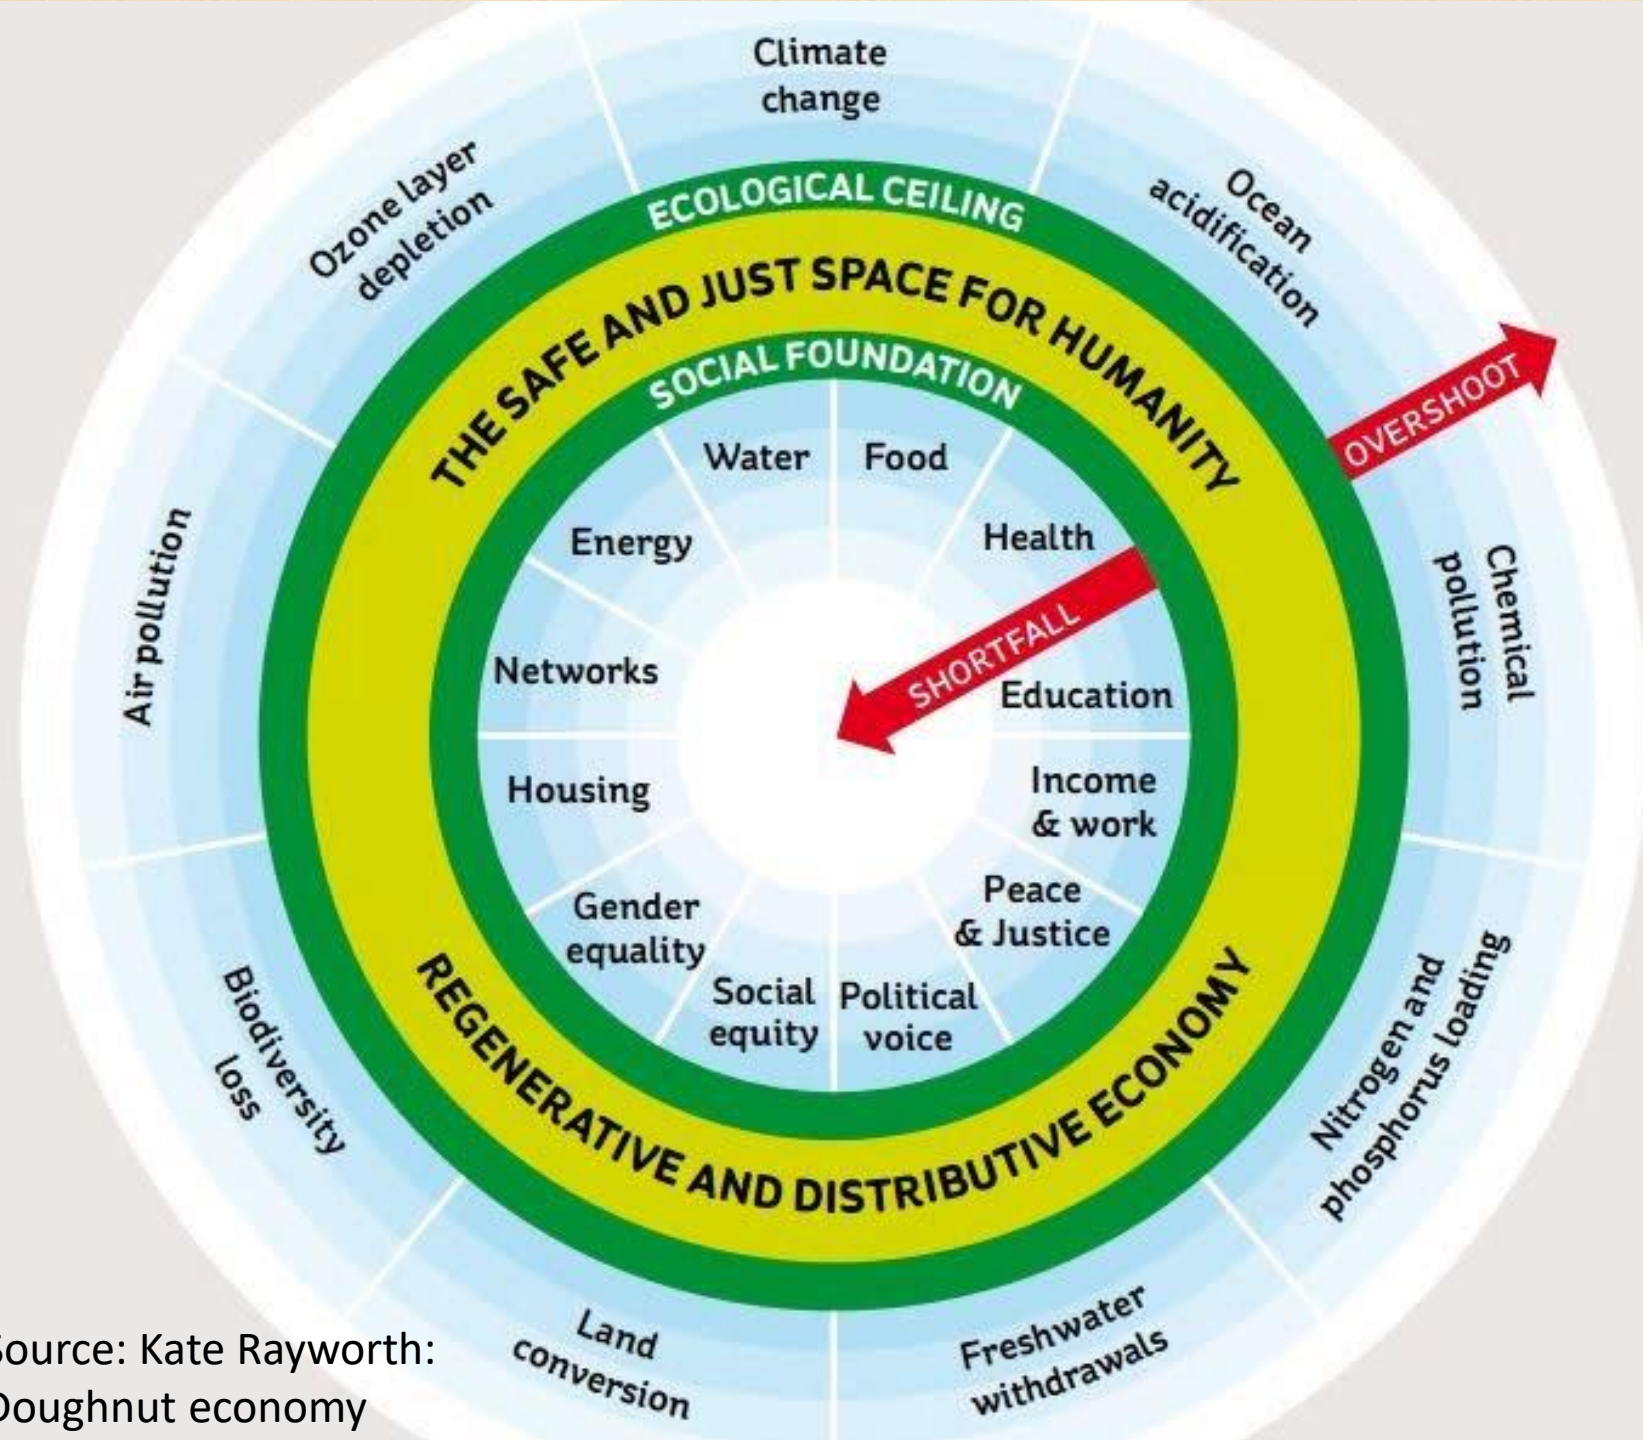 Climate
change
Ocean
acidification
OVERSHOOT
Chemical
pollution
Nitrogen and
phosphorus loading
Freshwater
withdrawals
Land
conversion
Biodiversity
loss
Air pollution
Ozone layer
depletion
ECOLOGICAL CEILING
THE SAFE AND JUST SPACE FOR HUMANITY
SOCIAL FOUNDATION
Water
Food
Health
SHORTFALL
Education
Income
& work
Peace
& Justice
Political
voice
Social
equity
Gender
equality
Housing
Networks
Energy
REGENERATIVE AND DISTRIBUTIVE ECONOMY
Source: Kate Rayworth:
Doughnut economy